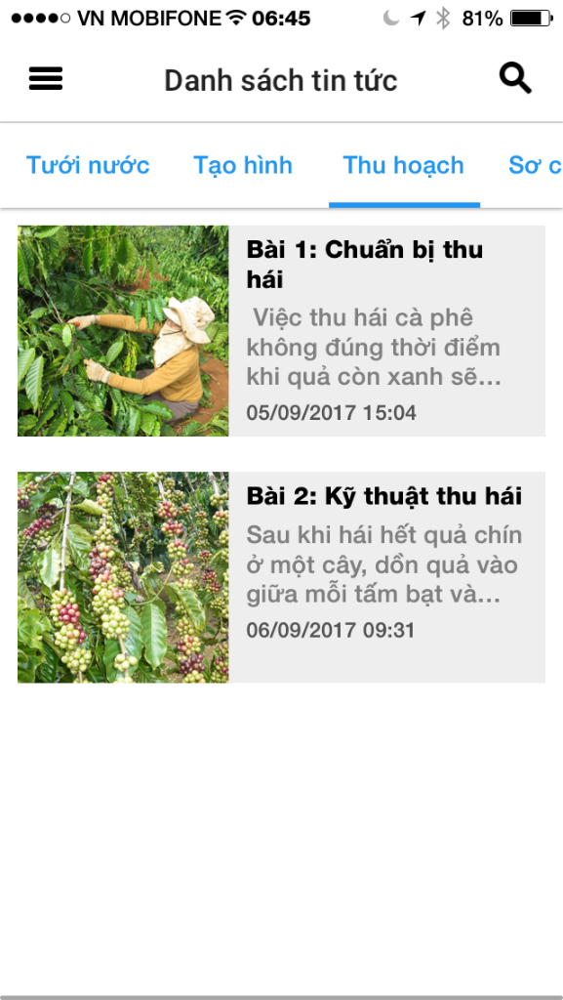 VN MOBIFONE 06:45 81%
Danh sách tin tức
Tưới nước Tạo hình Thu hoạch Sơ c
Bài 1: Chuẩn bị thu
hái
Việc thu hái cà phê
không đúng thời điểm
khi quả còn xanh sẽ...
05/09/2017 15:04
Bài 2: Kỹ thuật thu hái
Sau khi hái hết quả chín
ở một cây, dồn quả vào
giữa mỗi tấm bạt và...
06/09/2017 09:31